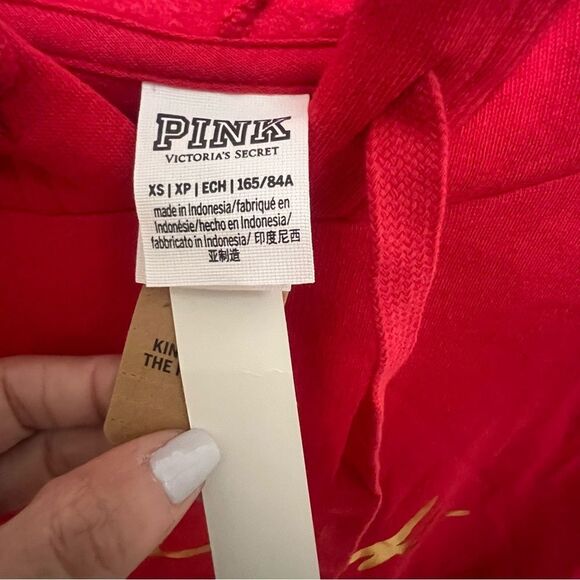 PINK
VICTORIA'S SECRET
XS | XP | ECH | 165/84A
made in Indonesia/fabriqué en
Indonésie/hecho en Indonesia/
fabbricato in Indonesia/ 印度尼西
亚制造
KIN
THE